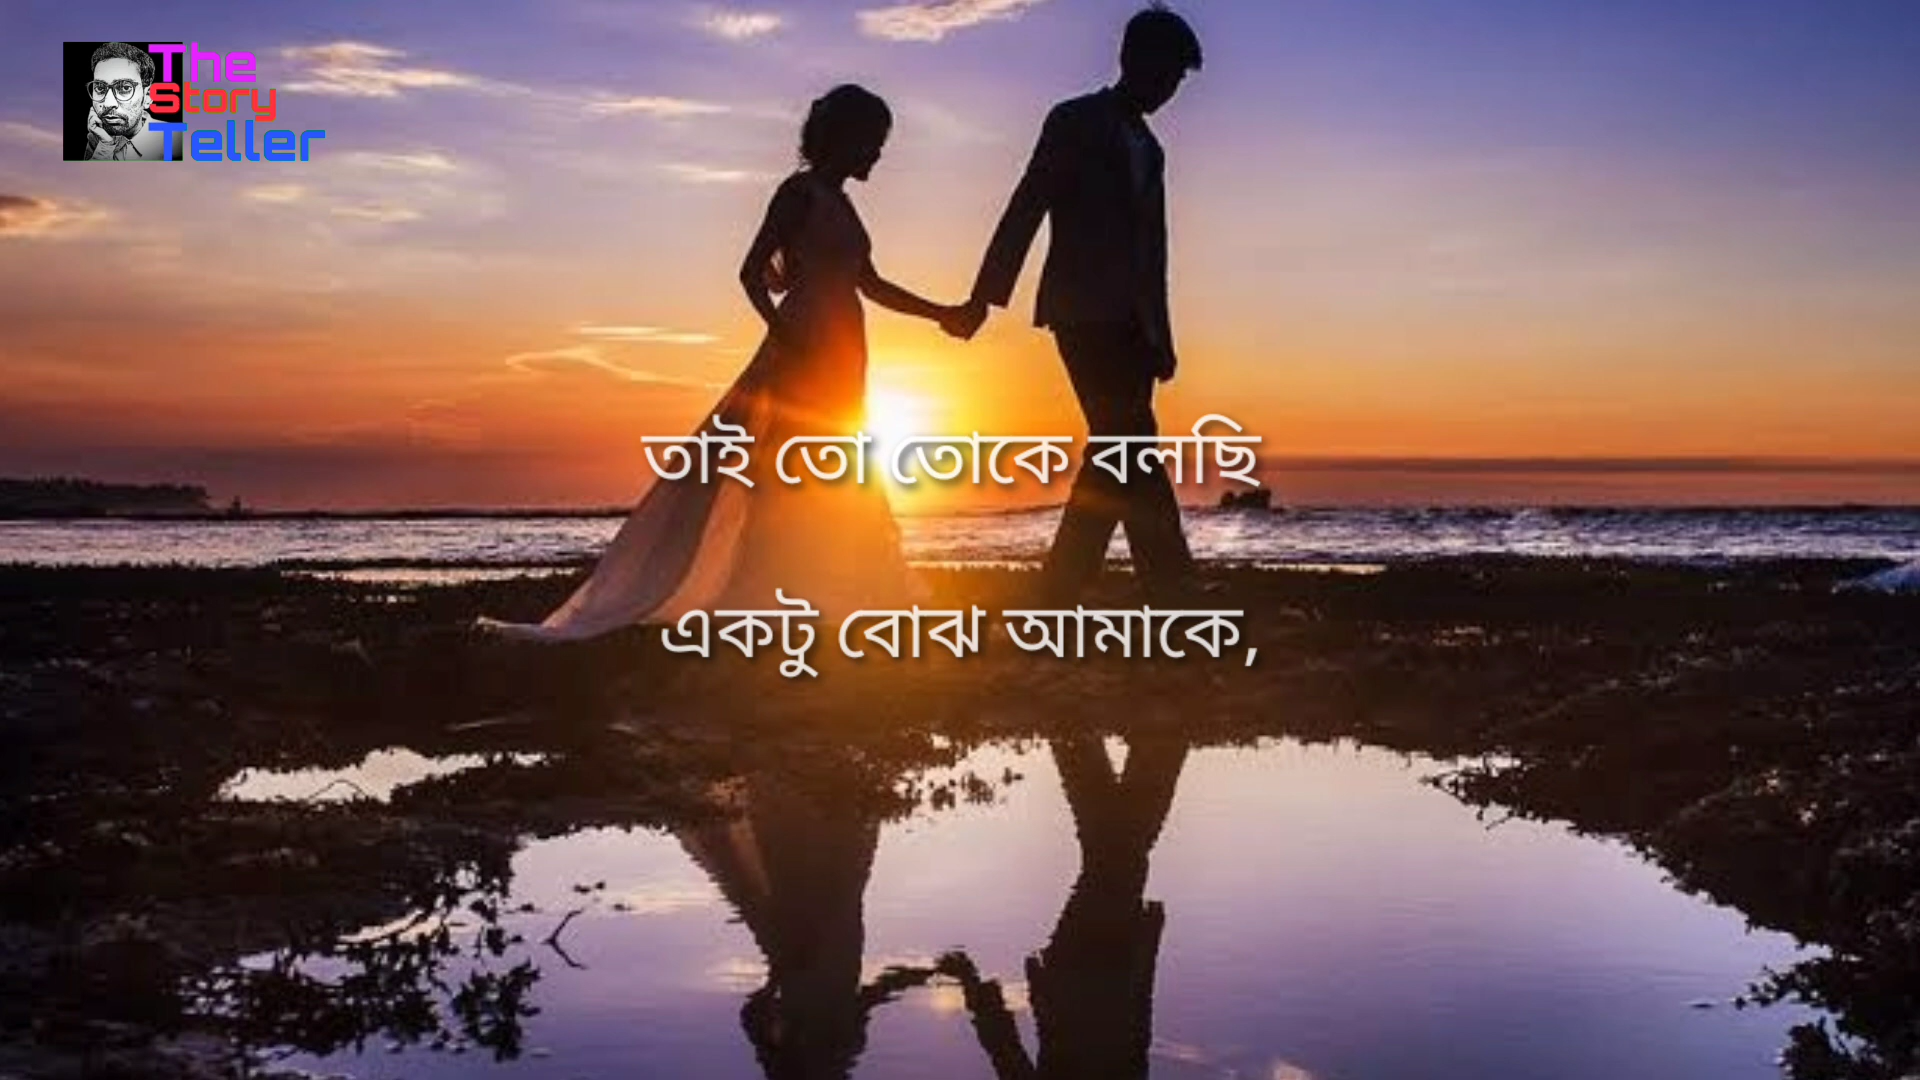 The
Story
Teller
তাই তো তোকে বলছি
একটু বোঝ আমাকে,